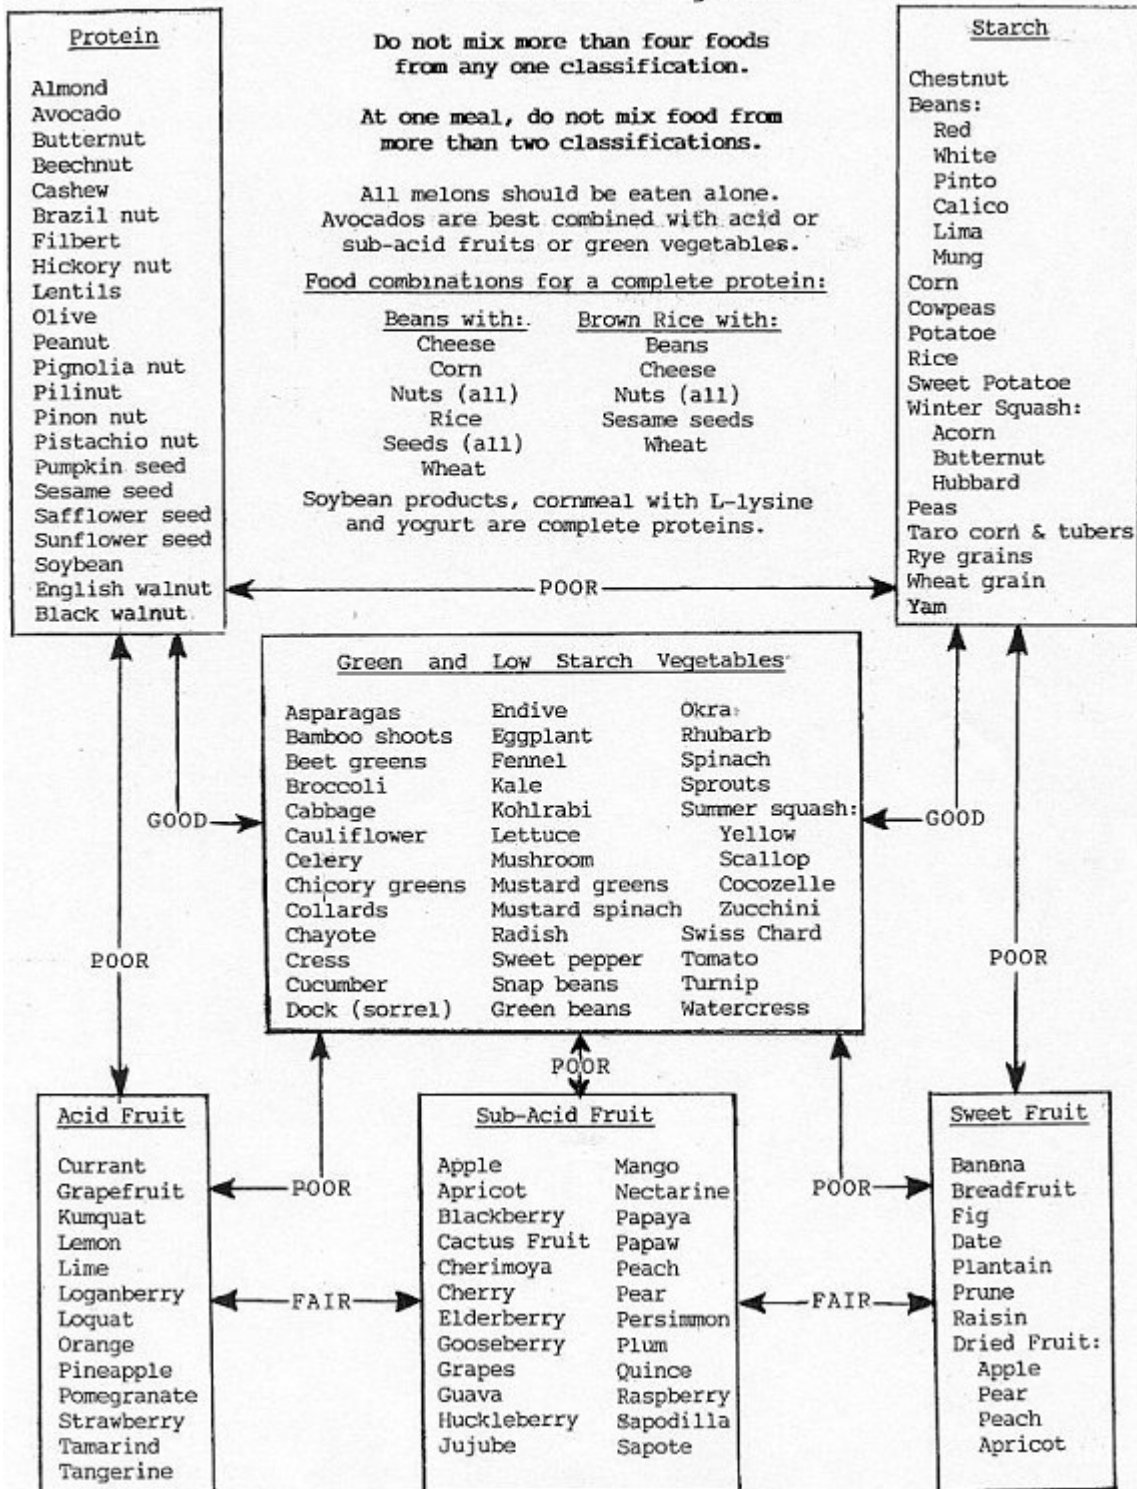 Protein
Almond
Avocado
Butternut
Beechnut
Cashew
Brazil nut
Filbert
Hickory nut
Lentils
Olive
Peanut
Pignolia nut
Pilinut
Pinon nut
Pistachio nut
Pumpkin seed
Sesame seed
Safflower seed
Sunflower seed
Soybean
English walnut
Black walnut
Do not mix more than four foods
from any one classification.
At one meal, do not mix food from
more than two classifications.
All melons should be eaten alone.
Avocados are best combined with acid or
sub-acid fruits or green vegetables.
Food combinations for a complete protein:
Beans with:
Cheese
Corn
Nuts (all)
Rice
Seeds (all)
Wheat
Brown Rice with:
Beans
Cheese
Nuts (all)
Sesame seeds
Wheat
Soybean products, cornmeal with L-lysine
and yogurt are complete proteins.
Starch
Chestnut
Beans:
Red
White
Pinto
Calico
Lima
Mung
Corn
Cowpeas
Potatoe
Rice
Sweet Potatoe
Winter Squash:
Acorn
Butternut
Hubbard
Peas
Taro corn & tubers
Rye grains
Wheat grain
Yam
POOR
Green and Low Starch Vegetables
Asparagas
Bamboo shoots
Beet greens
Broccoli
Cabbage
Cauliflower
Celery
Chicory greens
Collards
Chayote
Cress
Cucumber
Dock (sorrel)
Endive
Eggplant
Fennel
Kale
Kohlrabi
Lettuce
Mushroom
Mustard greens
Mustard spinach
Radish
Sweet pepper
Snap beans
Green beans
Okra
Rhubarb
Spinach
Sprouts
Summer squash:
Yellow
Scallop
Cocozelle
Zucchini
Swiss Chard
Tomato
Turnip
Watercress
GOOD
GOOD
POOR
POOR
POOR
Acid Fruit
Currant
Grapefruit
Kumquat
Lemon
Lime
Loganberry
Loquat
Orange
Pineapple
Pomegranate
Strawberry
Tamarind
Tangerine
POOR
FAIR
Sub-Acid Fruit
Apple
Apricot
Blackberry
Cactus Fruit
Cherimoya
Cherry
Elderberry
Gooseberry
Grapes
Guava
Huckleberry
Jujube
Mango
Nectarine
Papaya
Papaw
Peach
Pear
Persimmon
Plum
Quince
Raspberry
Sapodilla
Sapote
POOR
FAIR
Sweet Fruit
Banana
Breadfruit
Fig
Date
Plantain
Prune
Raisin
Dried Fruit:
Apple
Pear
Peach
Apricot